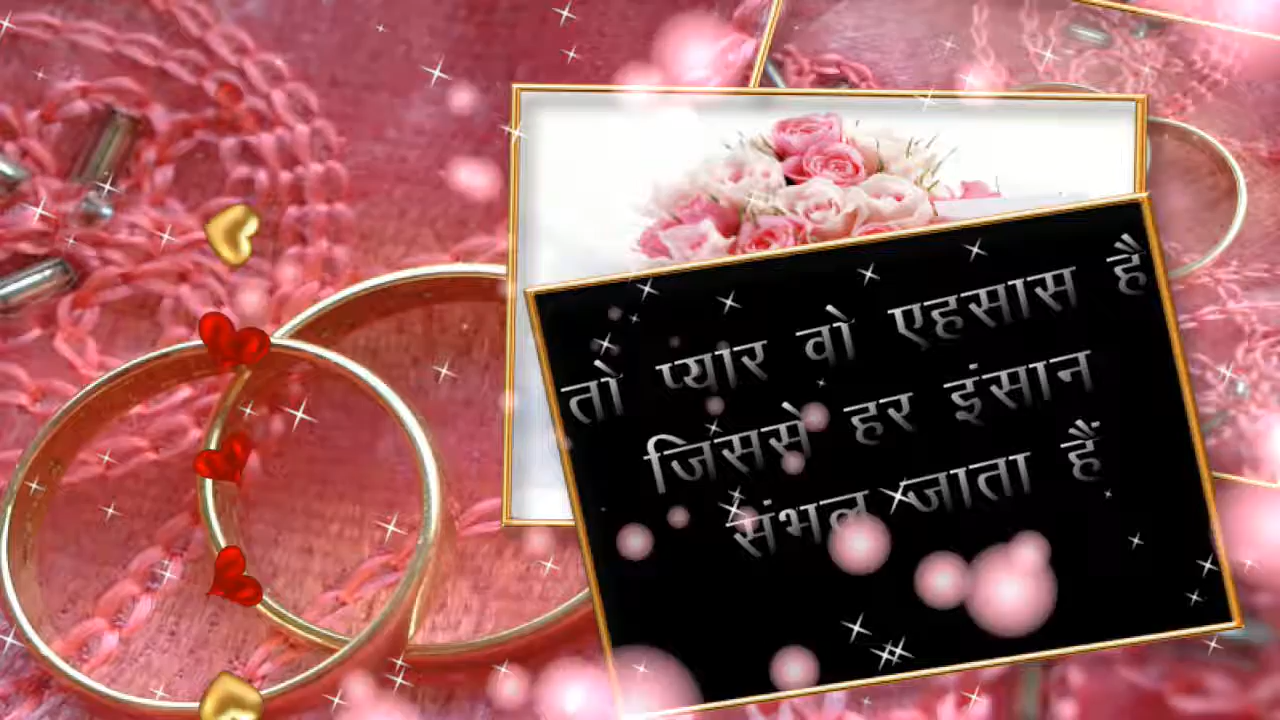 तो प्यार वो एहसास है
जिससे हर इंसान
संभल जाता हैं